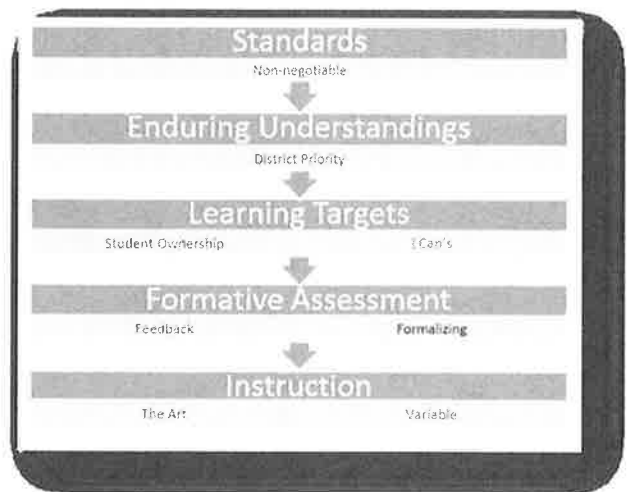 Standards
Non-negotiable
Enduring Understandings
District Priority
Learning Targets
Student Ownership I Can's
Formative Assessment
Feedback Formalizing
Instruction
The Art Variable